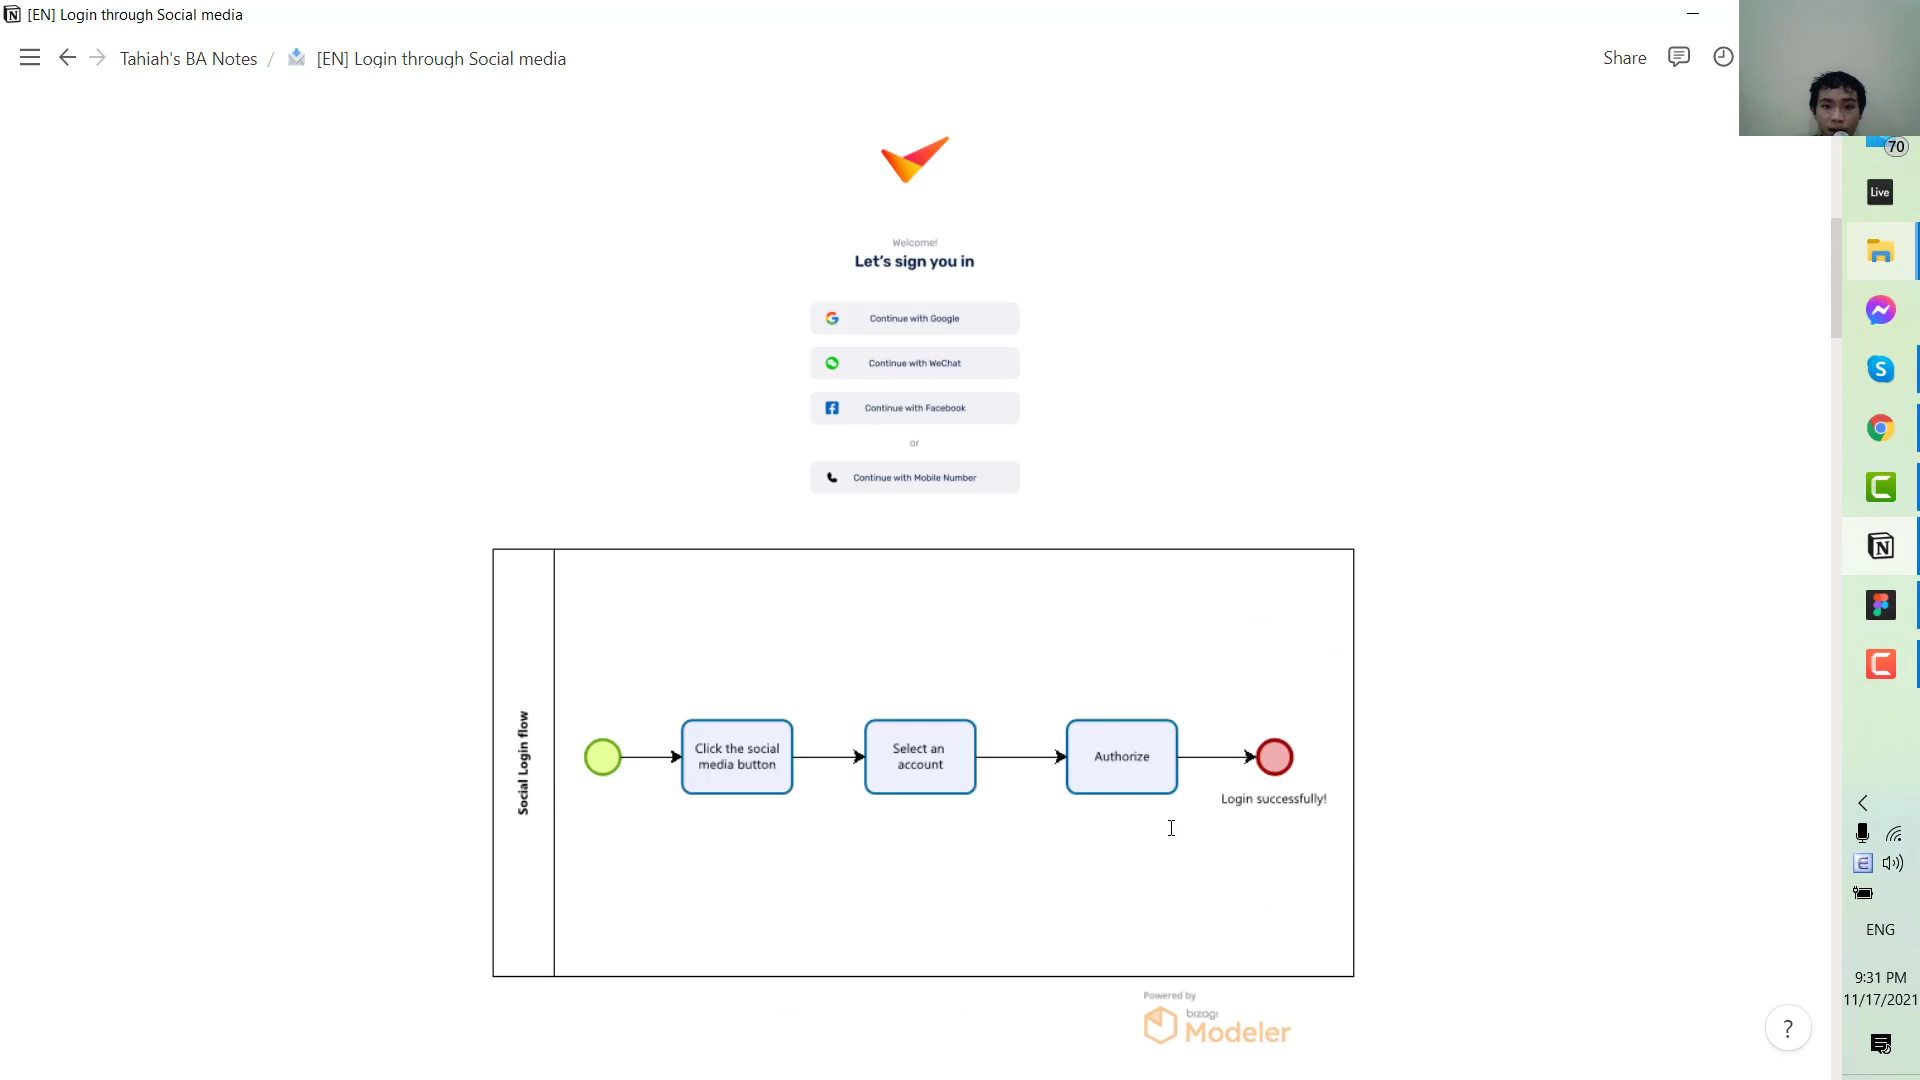 [EN] Login through Social media
Tahiah's BA Notes / [EN] Login through Social media
Share
70
Live
Welcome!
Let's sign you in
Continue with Google
Continue with WeChat
Continue with Facebook
or
Continue with Mobile Number
Social Login flow
Click the social
media button
Select an
account
Authorize
Login successfully!
Powered by
bizagi
Modeler
ENG
9:31 PM
11/17/2021
?